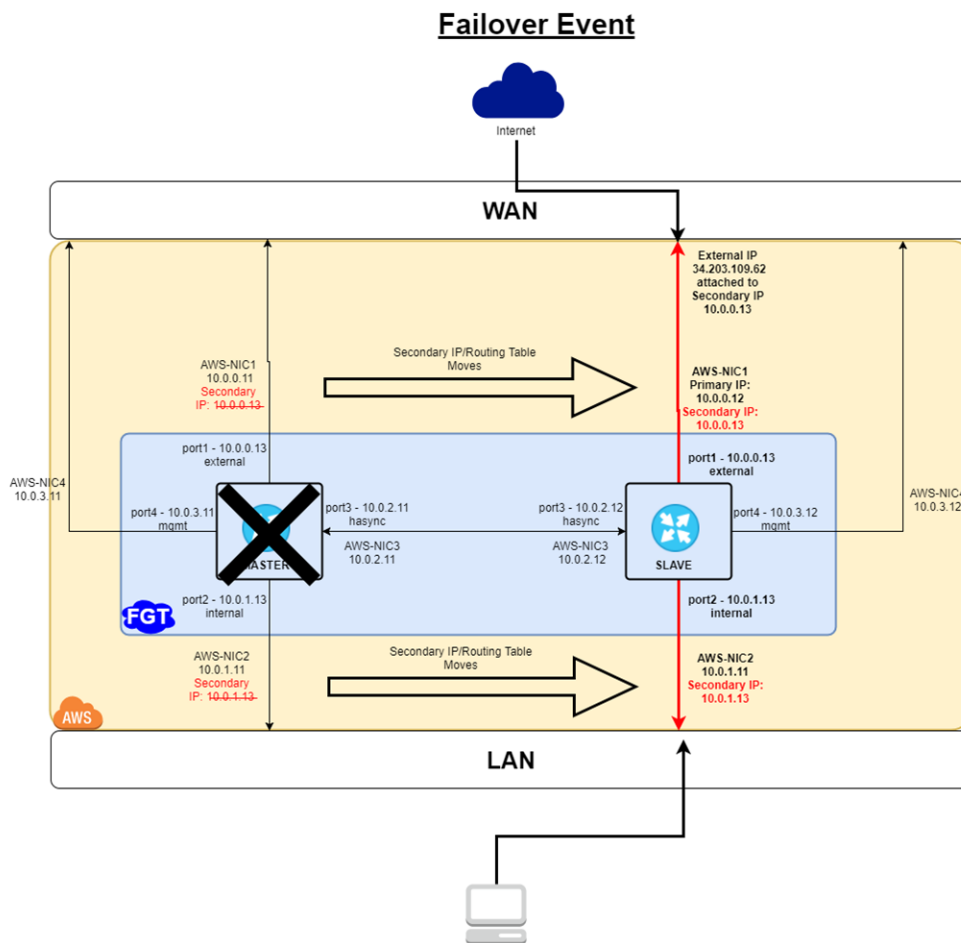 Failover Event
Internet
WAN
External IP
34.203.109.62
attached to
Secondary IP
10.0.0.13
Secondary IP/Routing Table
Moves
AWS-NIC1
10.0.0.11
Secondary
IP: 10.0.0.13
AWS-NIC1
Primary IP:
10.0.0.12
Secondary IP:
10.0.0.13
port1 - 10.0.0.13
external
port1 - 10.0.0.13
external
AWS-NIC4
10.0.3.11
port4 - 10.0.3.11
mgmt
port3 - 10.0.2.11
hasync
AWS-NIC3
10.0.2.11
MASTER
port3 - 10.0.2.12
hasync
AWS-NIC3
10.0.2.12
SLAVE
port4 - 10.0.3.12
mgmt
AWS-NIC4
10.0.3.12
port2 - 10.0.1.13
internal
port2 - 10.0.1.13
internal
FGT
AWS-NIC2
10.0.1.11
Secondary
IP: 10.0.1.13
Secondary IP/Routing Table
Moves
AWS-NIC2
10.0.1.11
Secondary IP:
10.0.1.13
AWS
LAN